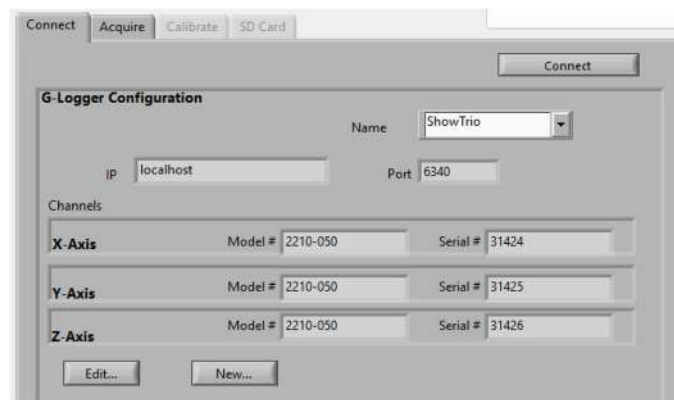 Connect Acquire Calibrate SD Card
Connect
G-Logger Configuration
Name ShowTrio
IP localhost Port 6340
Channels
X-Axis Model # 2210-050 Serial # 31424
Y-Axis Model # 2210-050 Serial # 31425
Z-Axis Model # 2210-050 Serial # 31426
Edit... New...